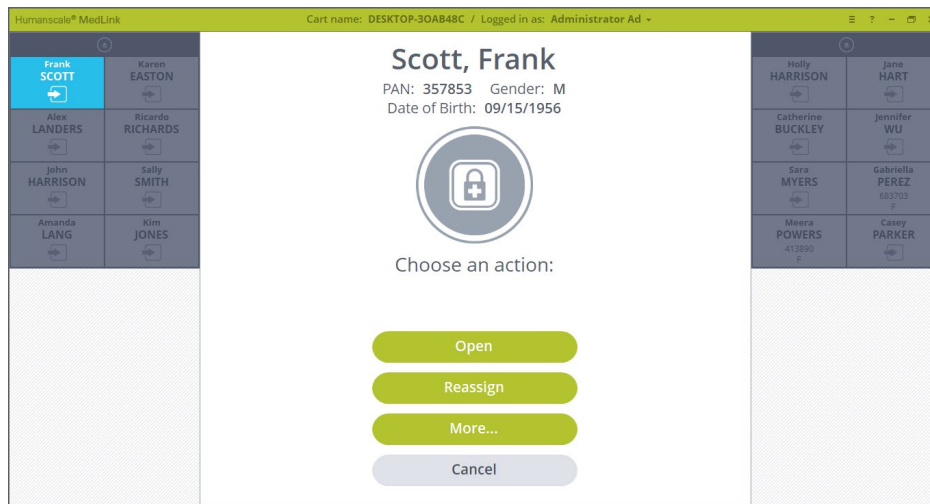 Humanscale® MedLink
Cart name: DESKTOP-3OAB48C / Logged in as: Administrator Ad
? 
Frank
SCOTT
Karen
EASTON
Alex
LANDERS
Ricardo
RICHARDS
John
HARRISON
Sally
SMITH
Amanda
LANG
Kim
JONES
Scott, Frank
PAN: 357853 Gender: M
Date of Birth: 09/15/1956
Choose an action:
Open
Reassign
More...
Cancel
Holly
HARRISON
Jane
HART
Catherine
BUCKLEY
Jennifer
WU
Sara
MYERS
Gabriella
PEREZ
683703
F
Meera
POWERS
413890
F
Casey
PARKER